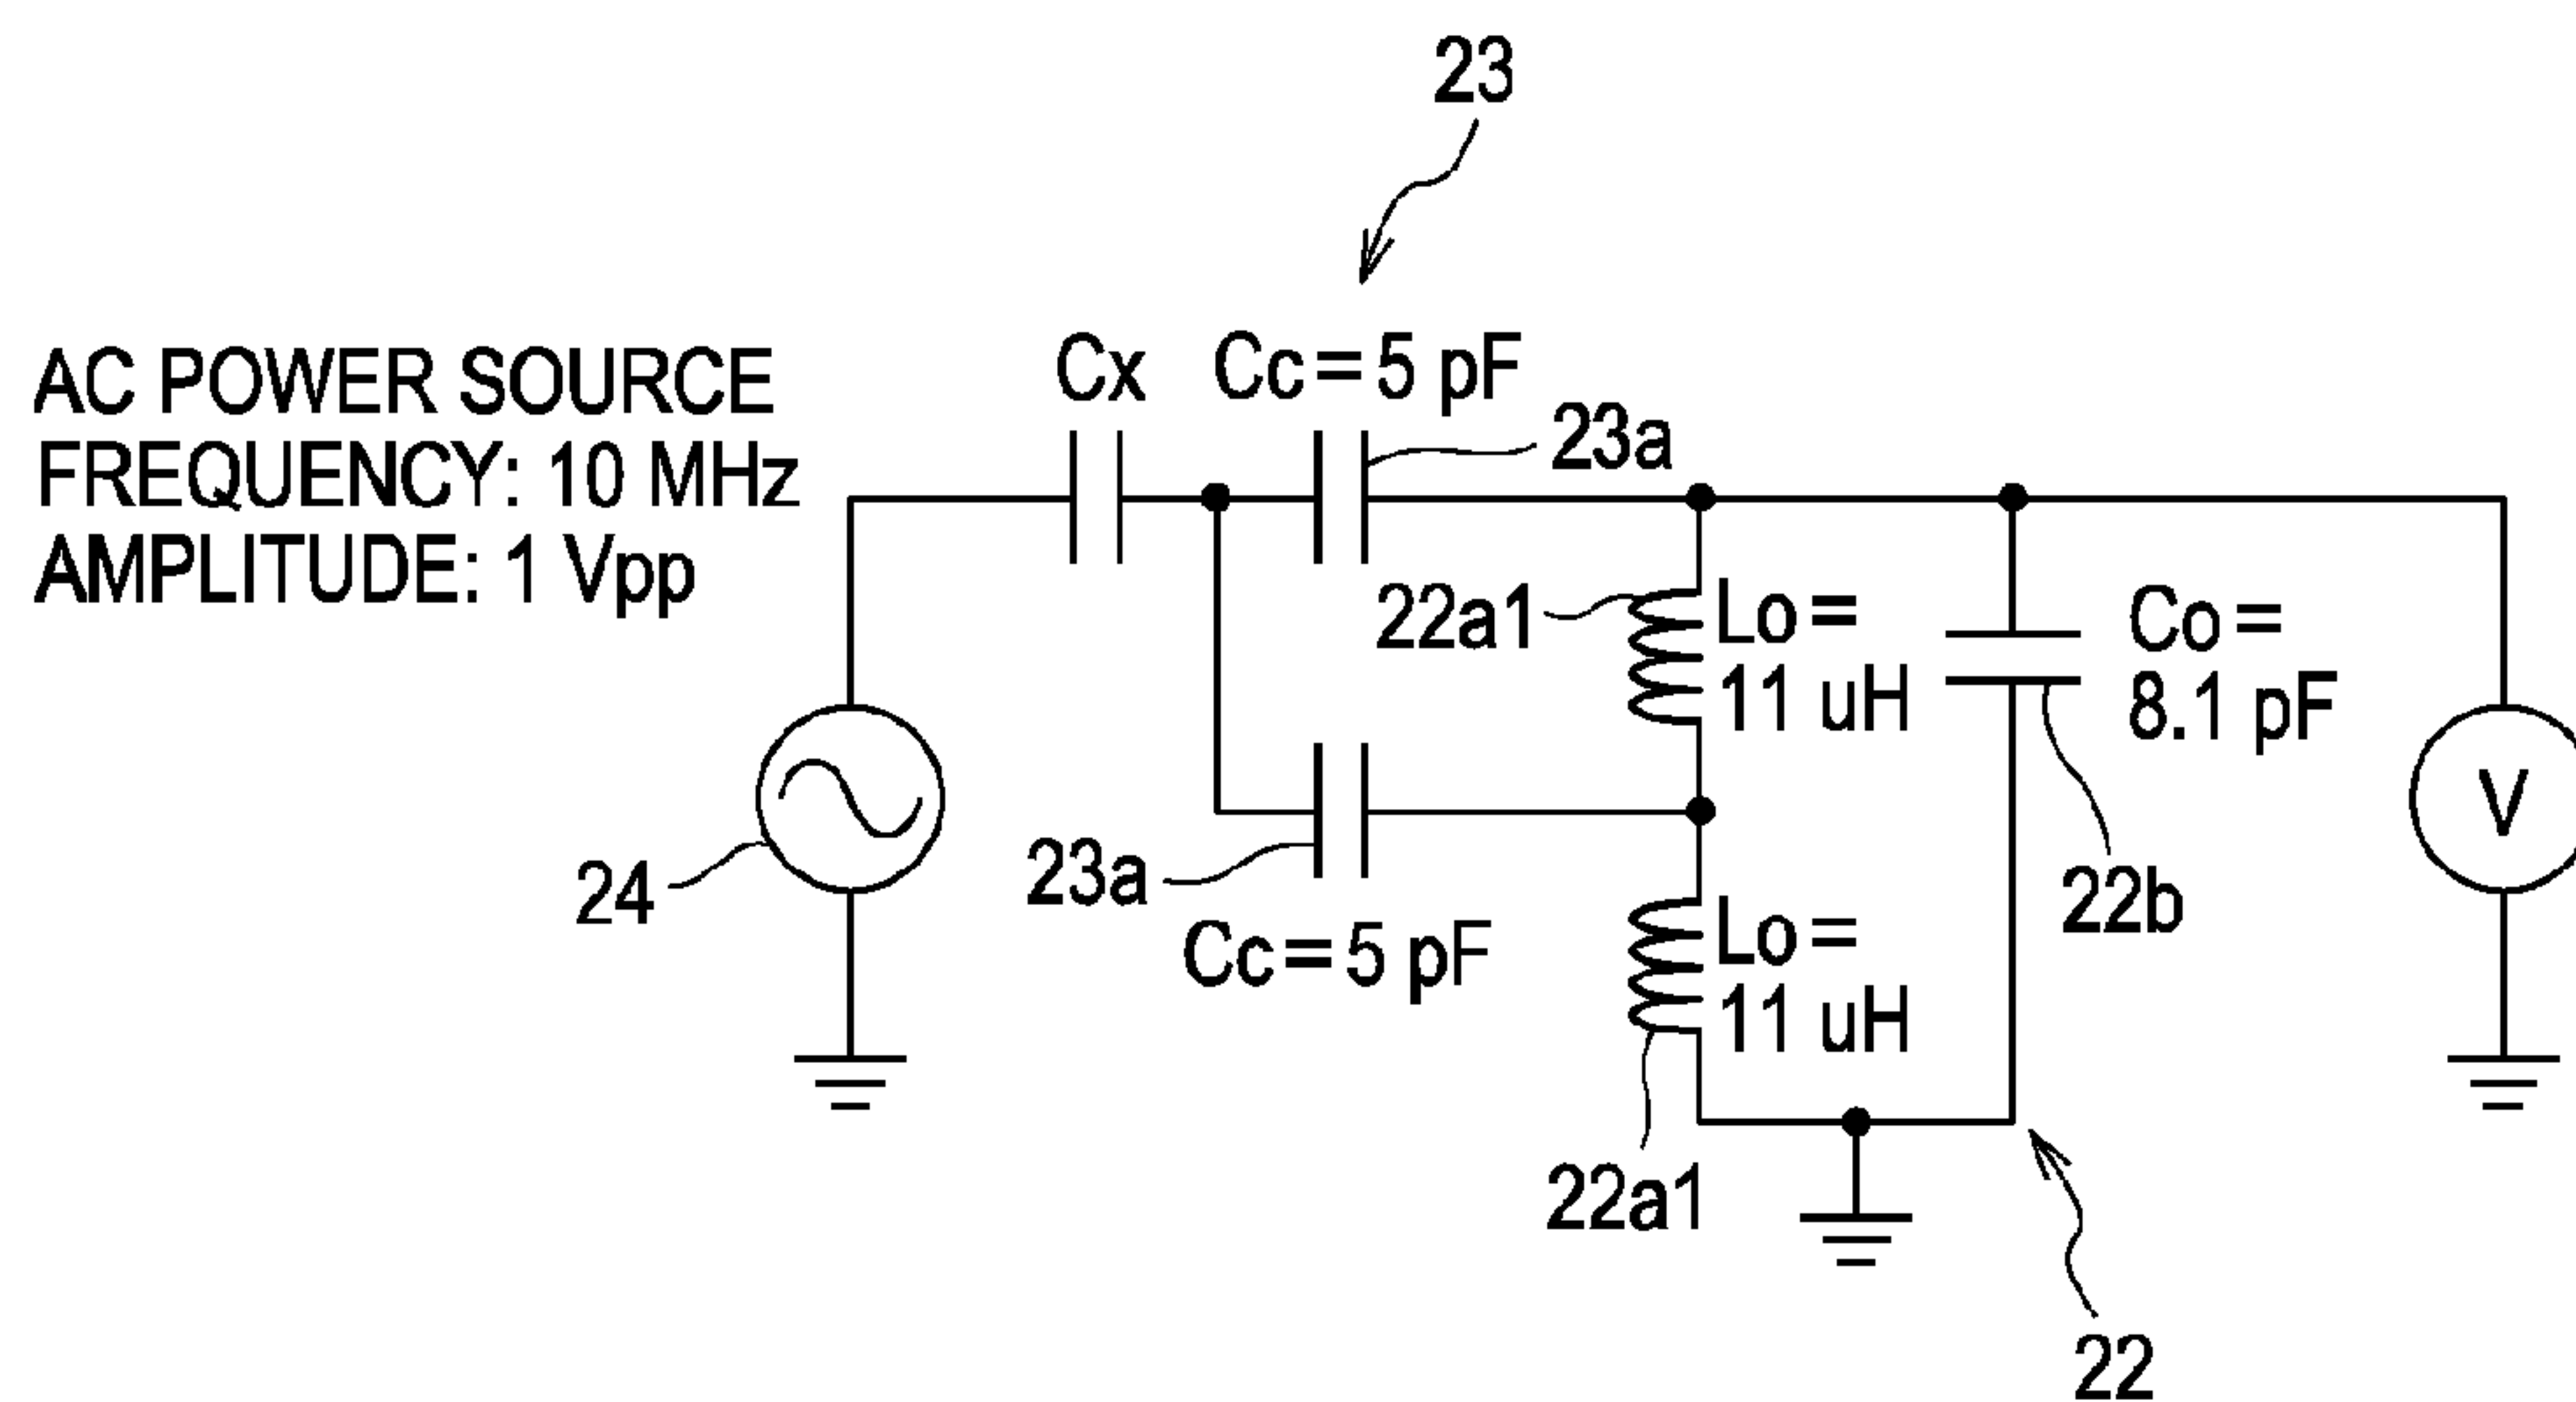 23
Cx
Cc = 5 pF
23a
AC POWER SOURCE
FREQUENCY: 10 MHz
AMPLITUDE: 1 Vpp
22a1
Lo =
11 uH
Co =
8.1 pF
V
24
23a
Cc = 5 pF
Lo =
11 uH
22b
22a1
22